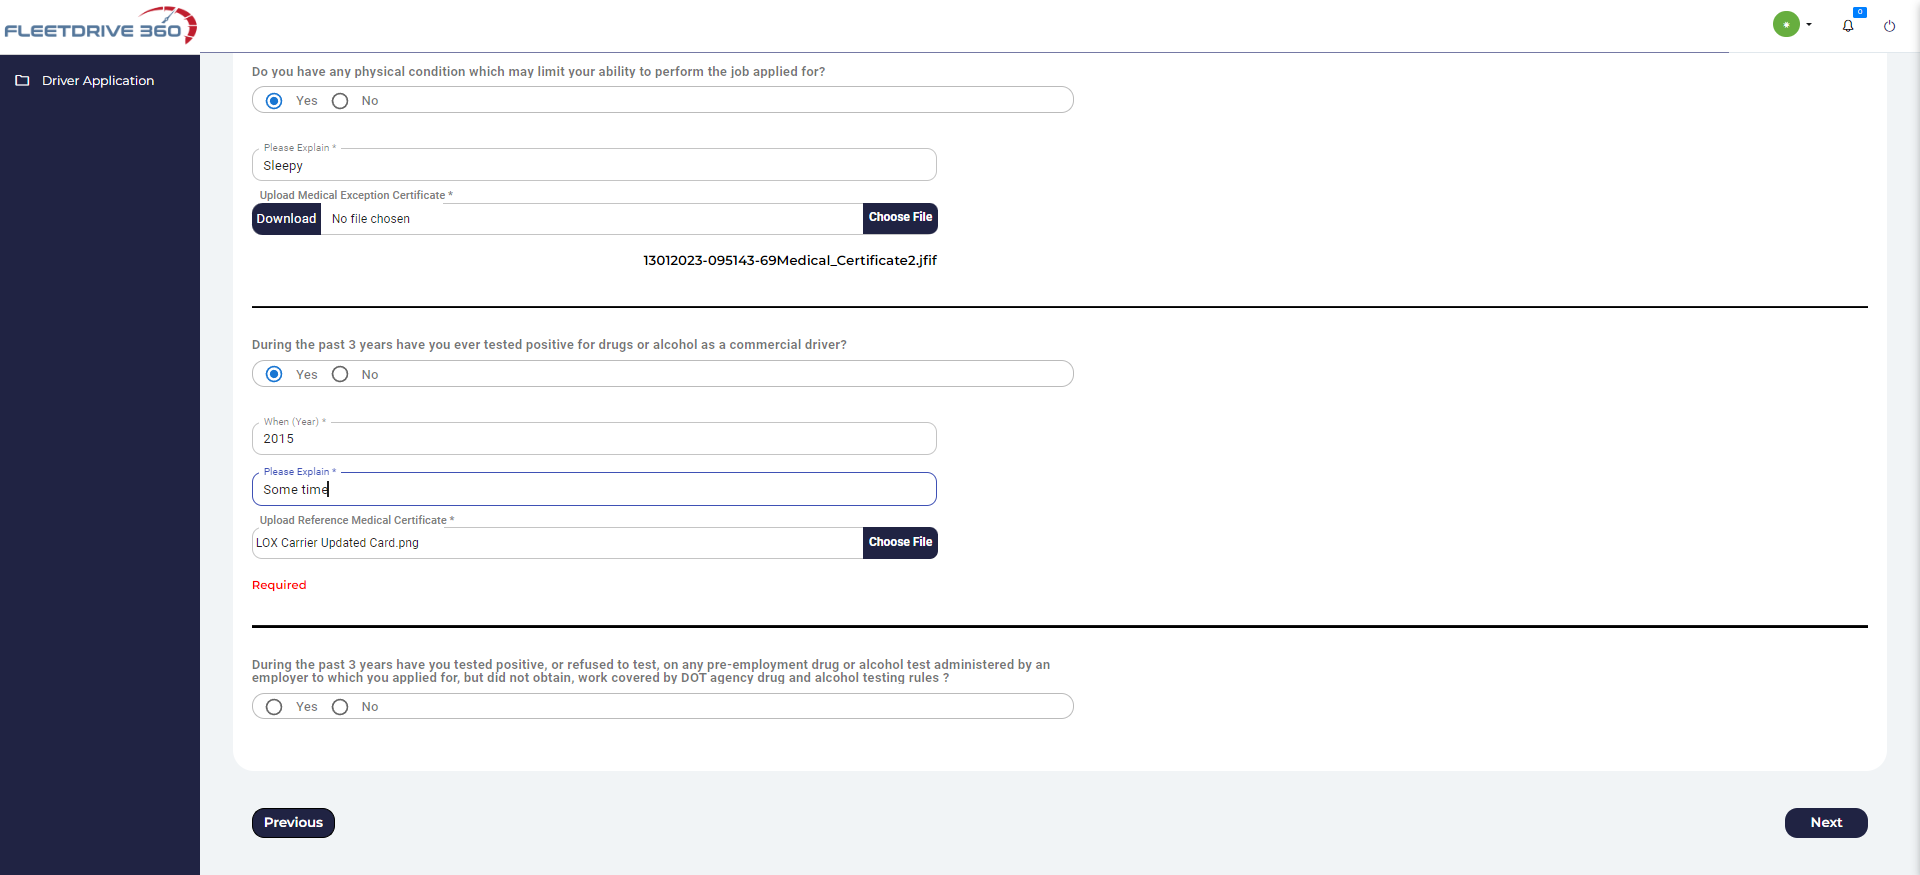 FLEETDRIVE 360
0
Driver Application
Do you have any physical condition which may limit your ability to perform the job applied for?
Yes No
Please Explain *
Sleepy
Upload Medical Exception Certificate *
Download No file chosen Choose File
13012023-095143-69Medical_Certificate2.jfif
During the past 3 years have you ever tested positive for drugs or alcohol as a commercial driver?
Yes No
When (Year) *
2015
Please Explain *
Some time
Upload Reference Medical Certificate *
LOX Carrier Updated Card.png Choose File
Required
During the past 3 years have you tested positive, or refused to test, on any pre-employment drug or alcohol test administered by an
employer to which you applied for, but did not obtain, work covered by DOT agency drug and alcohol testing rules ?
Yes No
Previous Next